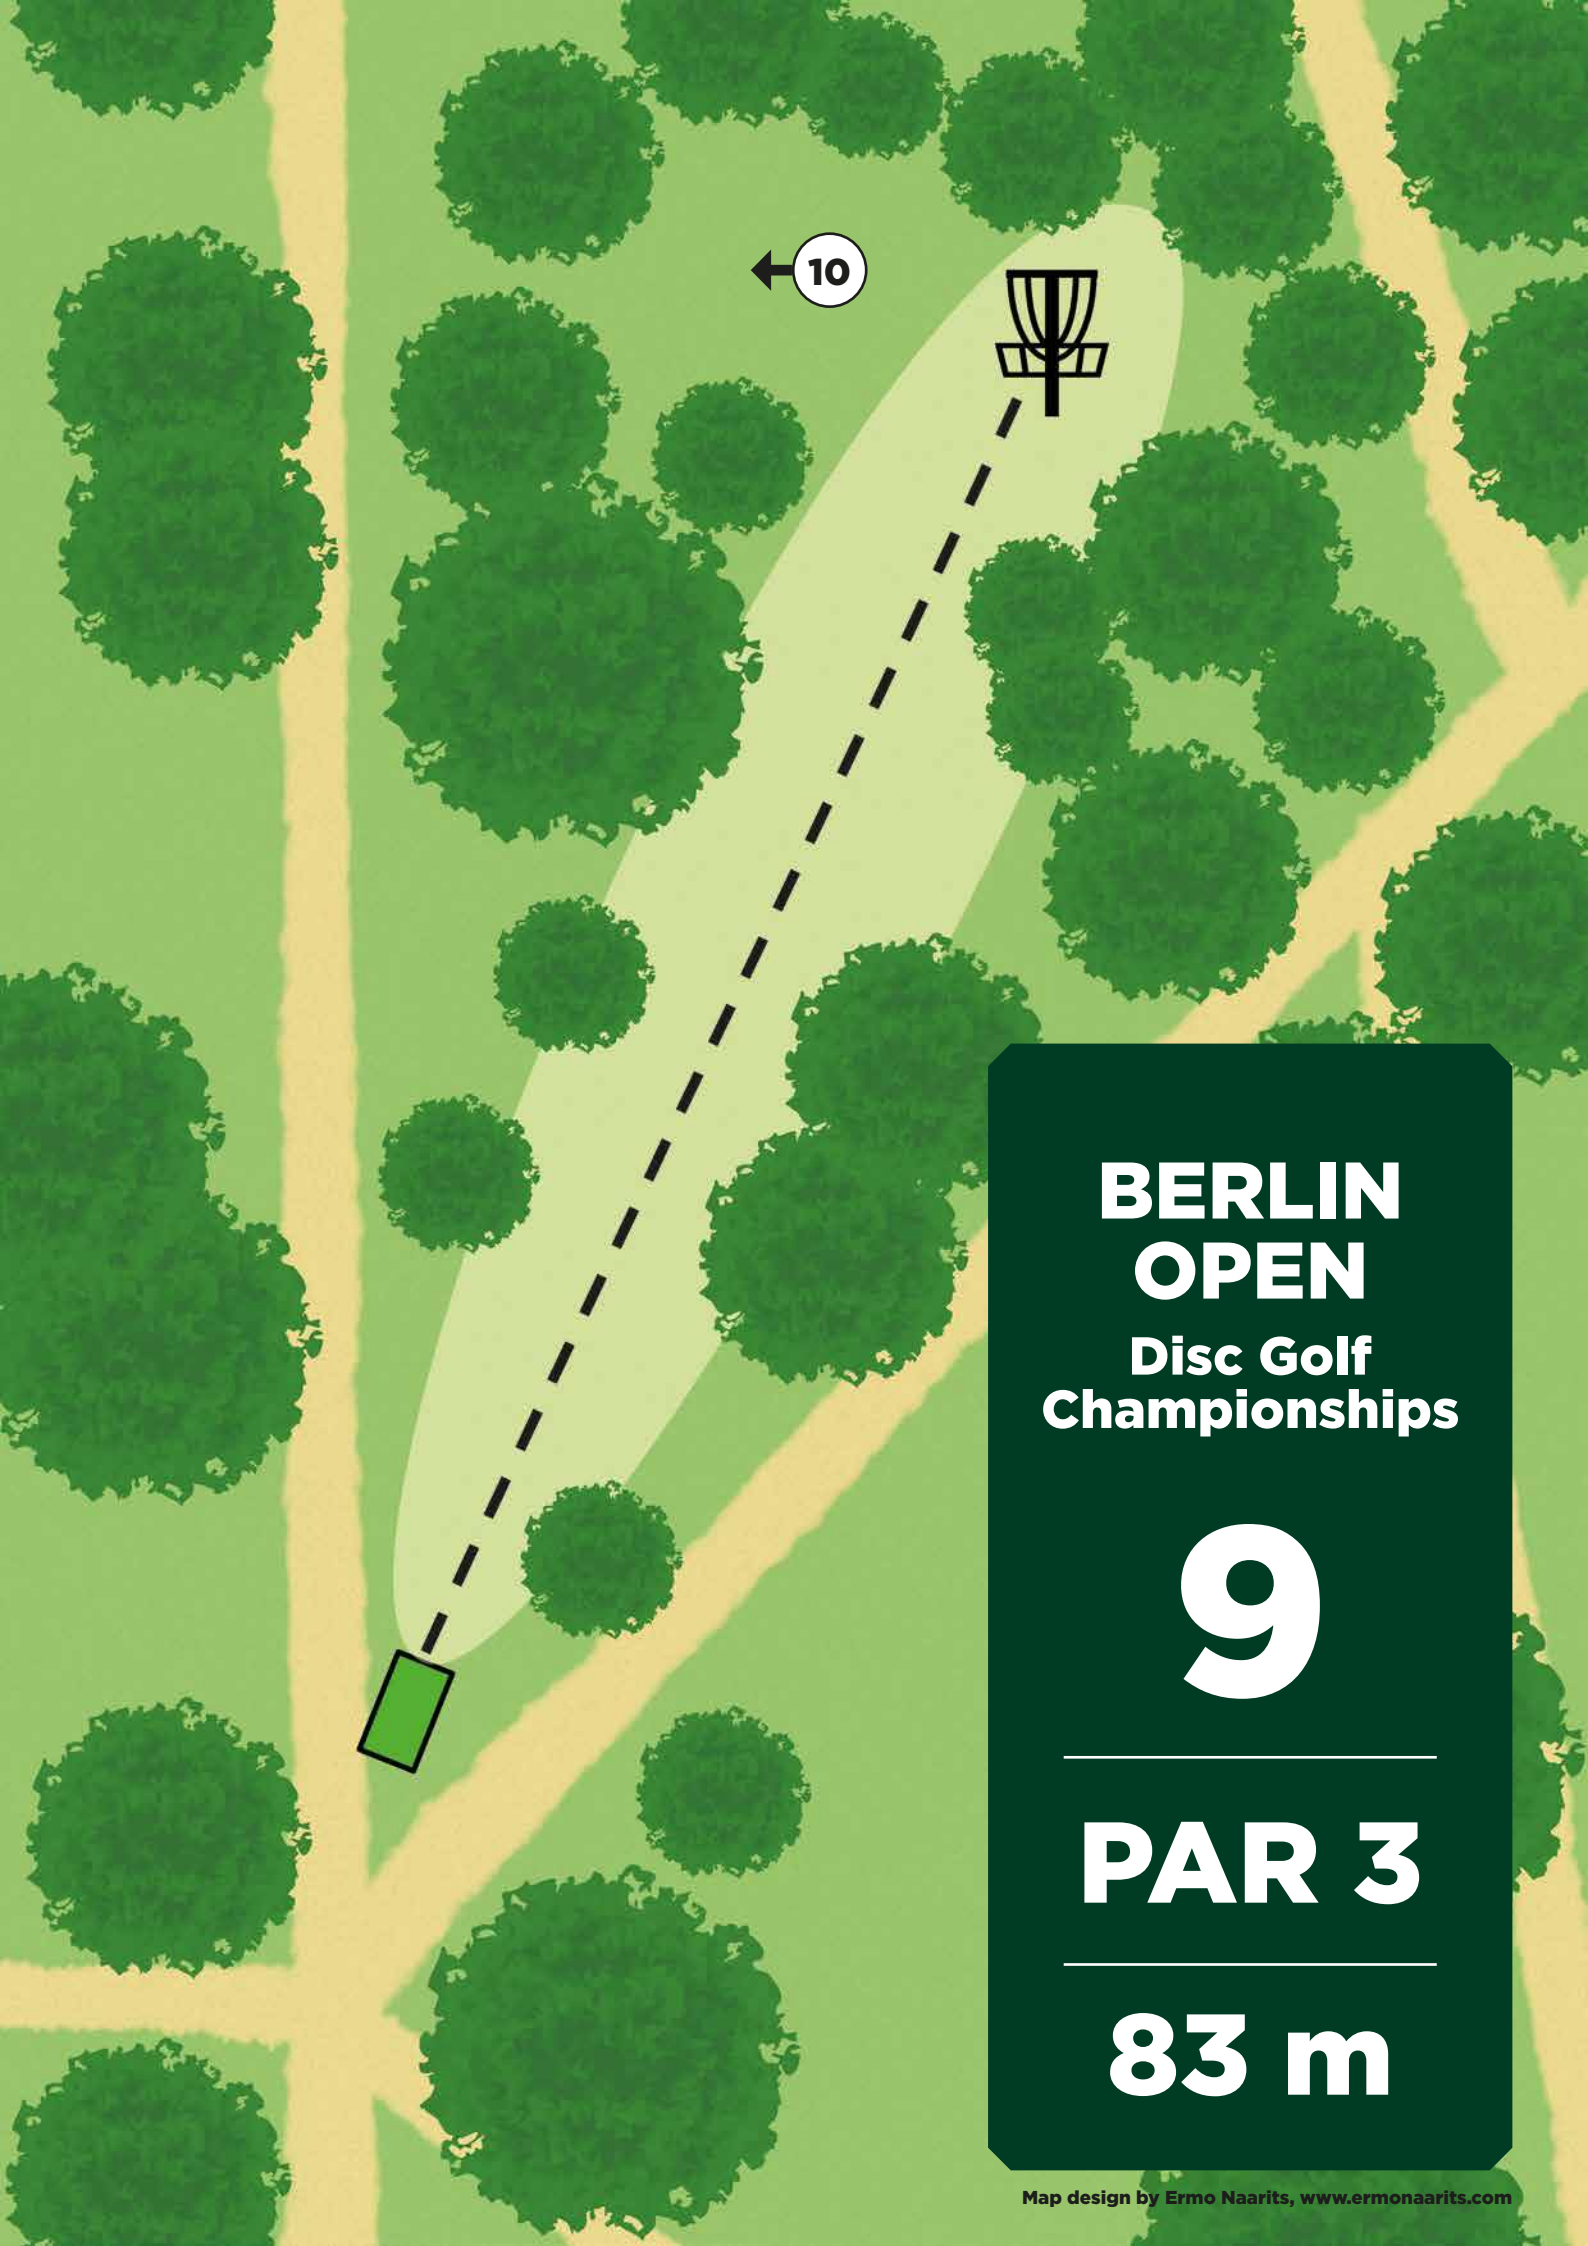 10
BERLIN
OPEN
Disc Golf
Championships
9
PAR 3
83 m
Map design by Ermo Naarits, www.ermonaarits.com